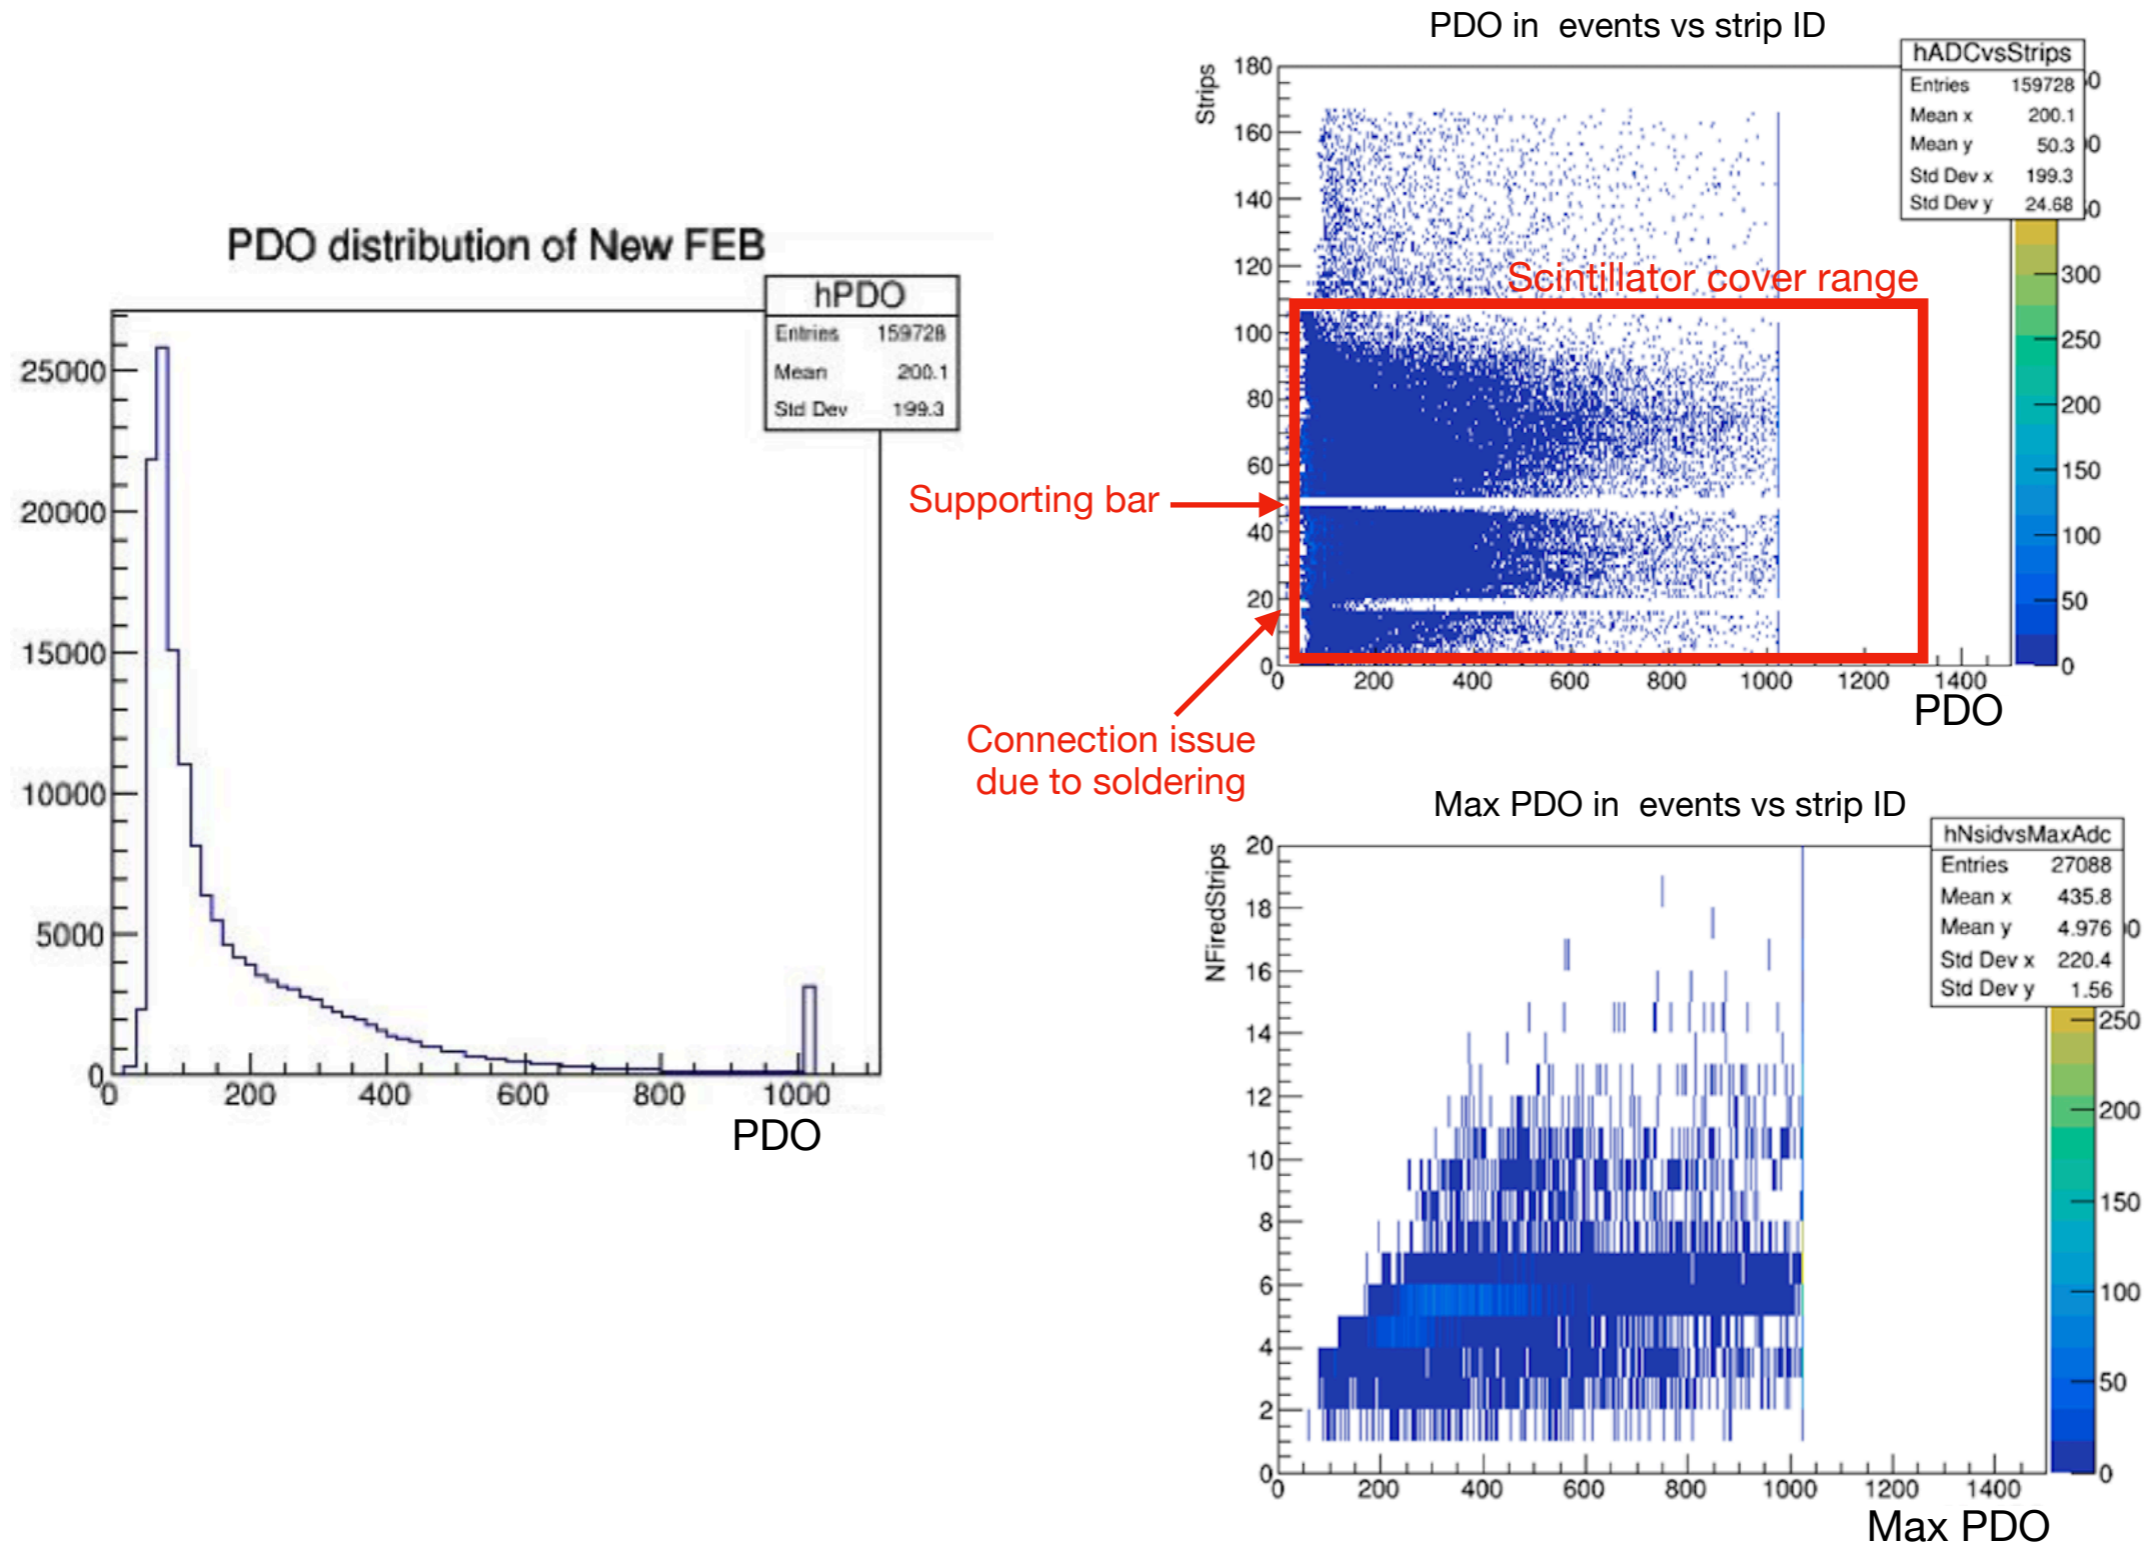 PDO distribution of New FEB
hPDO
Entries 159728
Mean 200.1
Std Dev 199.3
25000
20000
15000
10000
5000
0
0 200 400 600 800 1000
PDO
PDO in  events vs strip ID
hADCvsStrips
Entries 159728
Mean x 200.1
Mean y 50.3
Std Dev x 199.3
Std Dev y 24.68
Strips
180
160
140
120
100
80
60
40
20
0
0 200 400 600 800 1000 1200 1400
PDO
300
250
200
150
100
50
0
Scintillator cover range
Supporting bar
Connection issue
due to soldering
Max PDO in  events vs strip ID
hNsidvsMaxAdc
Entries 27088
Mean x 435.8
Mean y 4.976
Std Dev x 220.4
Std Dev y 1.56
NFiredStrips
20
18
16
14
12
10
8
6
4
2
0
0 200 400 600 800 1000 1200 1400
Max PDO
250
200
150
100
50
0